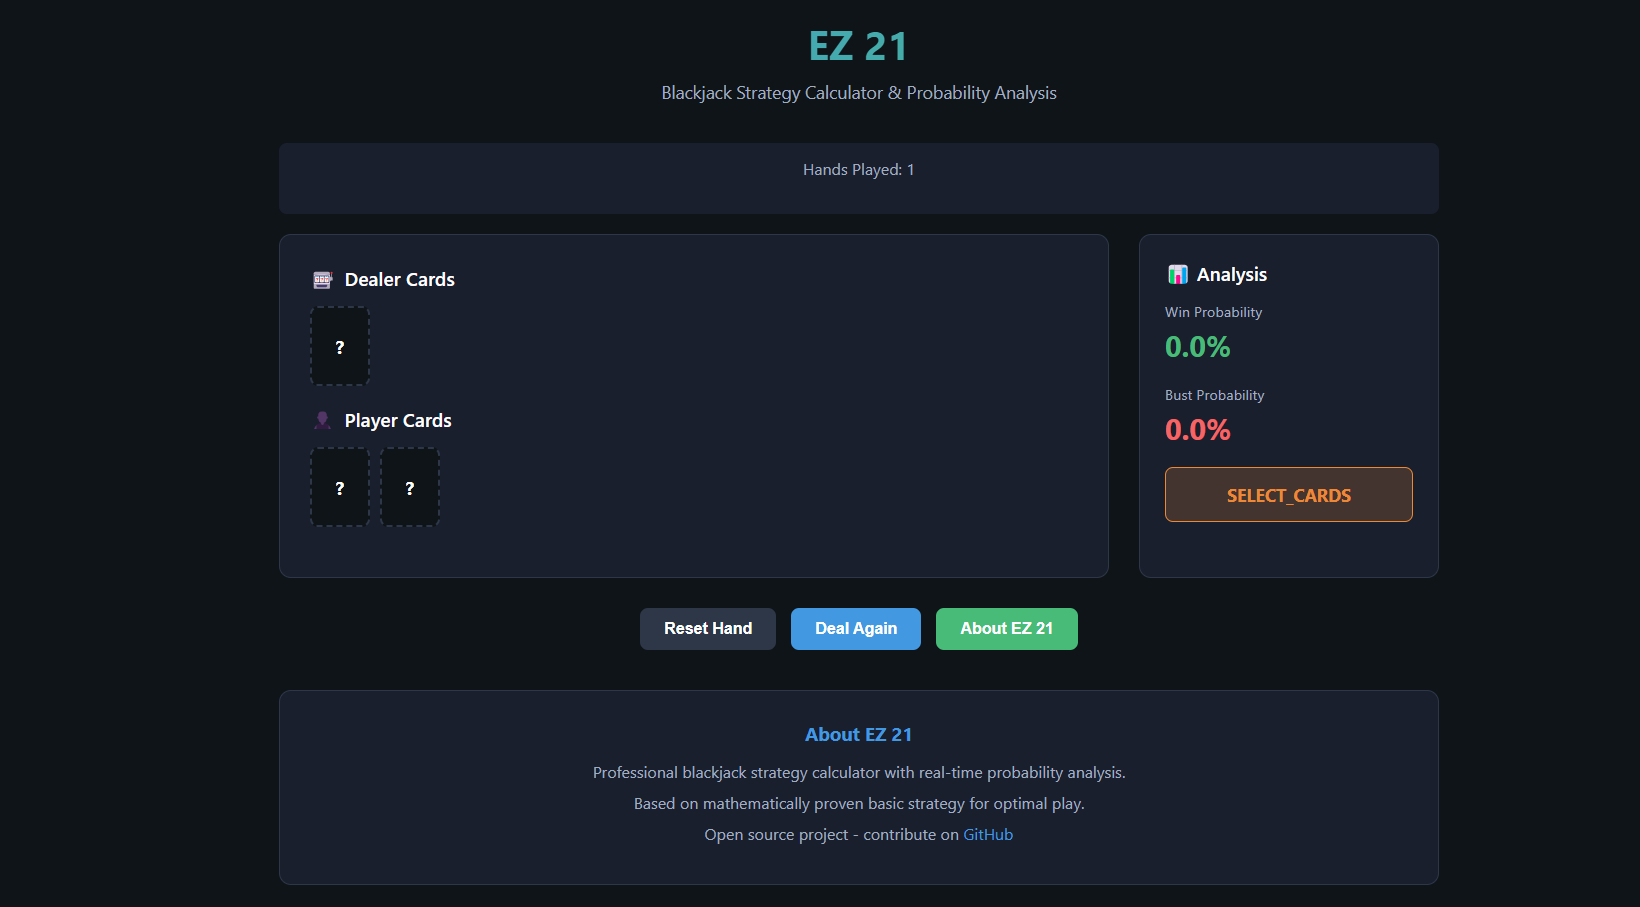 EZ 21
Blackjack Strategy Calculator & Probability Analysis
Hands Played: 1
Dealer Cards
?
Player Cards
? ?
Analysis
Win Probability
0.0%
Bust Probability
0.0%
SELECT_CARDS
Reset Hand
Deal Again
About EZ 21
About EZ 21
Professional blackjack strategy calculator with real-time probability analysis.
Based on mathematically proven basic strategy for optimal play.
Open source project - contribute on GitHub